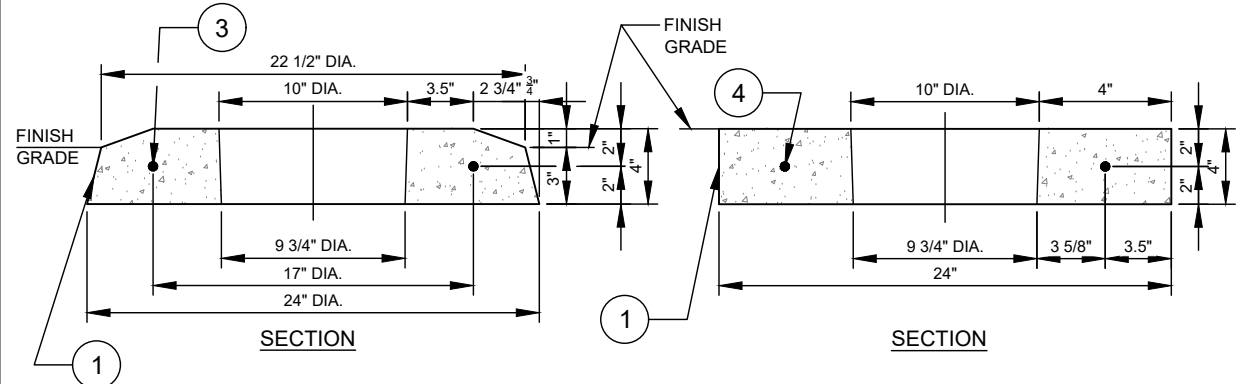 3
FINISH
GRADE
22 1/2" DIA.
10" DIA.
3.5"
2 3/4"
3/4"
FINISH
GRADE
1"
3"
2"
2"
4"
9 3/4" DIA.
17" DIA.
24" DIA.
SECTION
1
4
10" DIA.
4"
2"
2"
4"
9 3/4" DIA.
3 5/8"
3.5"
24"
1
SECTION